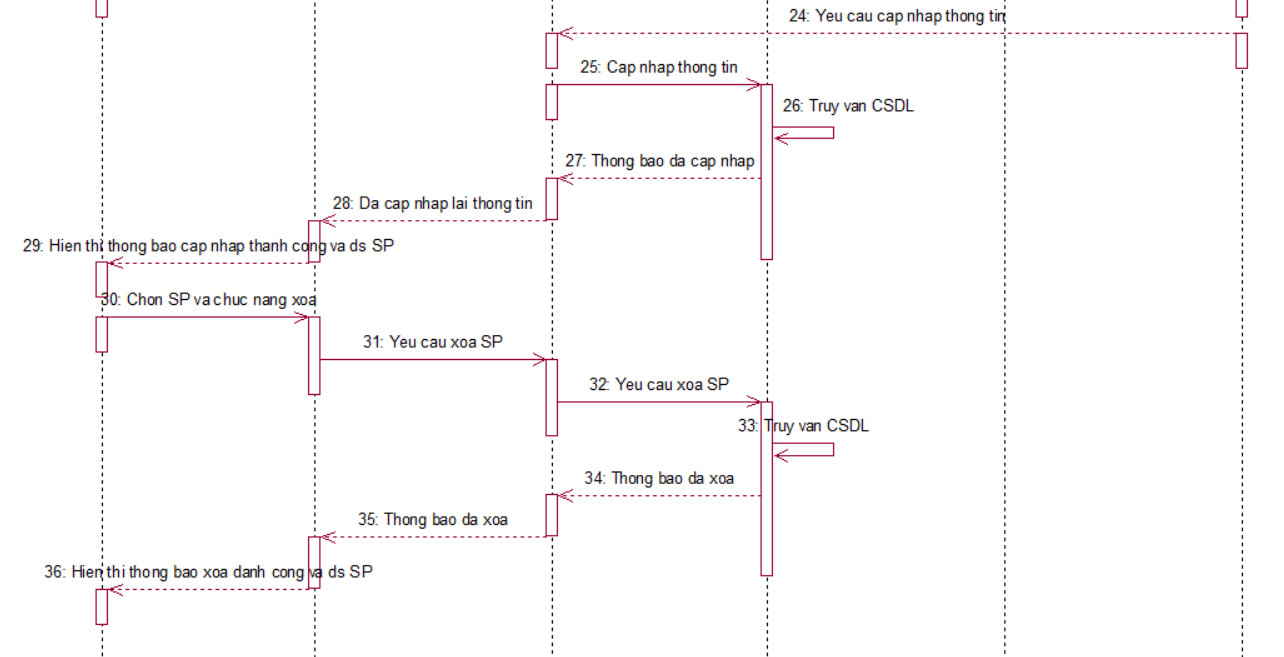 24: Yeu cau cap nhap thong tin
25: Cap nhap thong tin
26: Truy van CSDL
27: Thong bao da cap nhap
28: Da cap nhap lai thong tin
29: Hien thi thong bao cap nhap thanh cong va ds SP
30: Chon SP va chuc nang xoa
31: Yeu cau xoa SP
32: Yeu cau xoa SP
33: Truy van CSDL
34: Thong bao da xoa
35: Thong bao da xoa
36: Hien thi thong bao xoa danh cong va ds SP